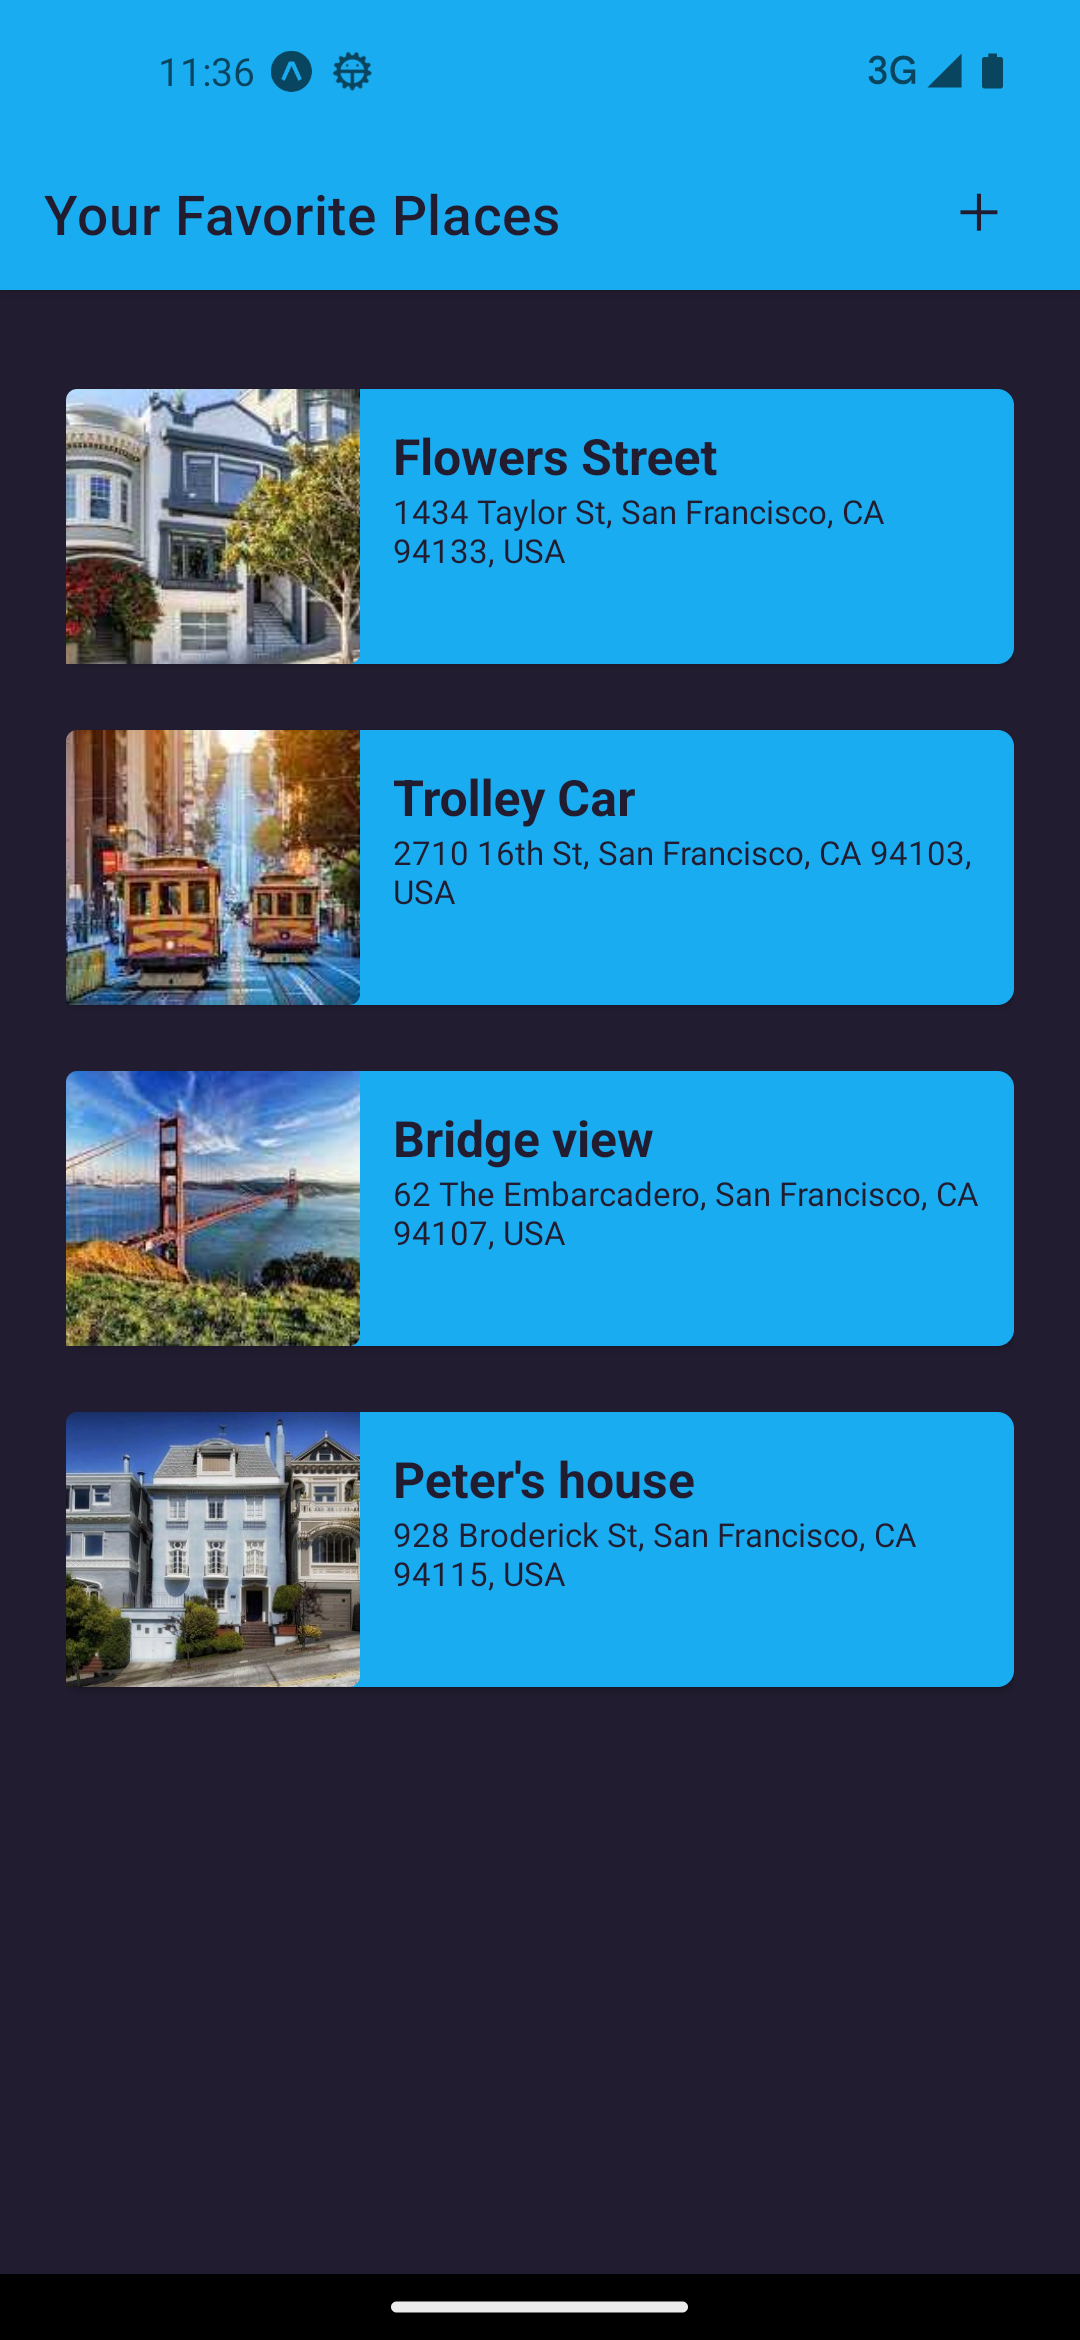 11:36
3G
Your Favorite Places
Flowers Street
1434 Taylor St, San Francisco, CA
94133, USA
Trolley Car
2710 16th St, San Francisco, CA 94103,
USA
Bridge view
62 The Embarcadero, San Francisco, CA
94107, USA
Peter's house
928 Broderick St, San Francisco, CA
94115, USA